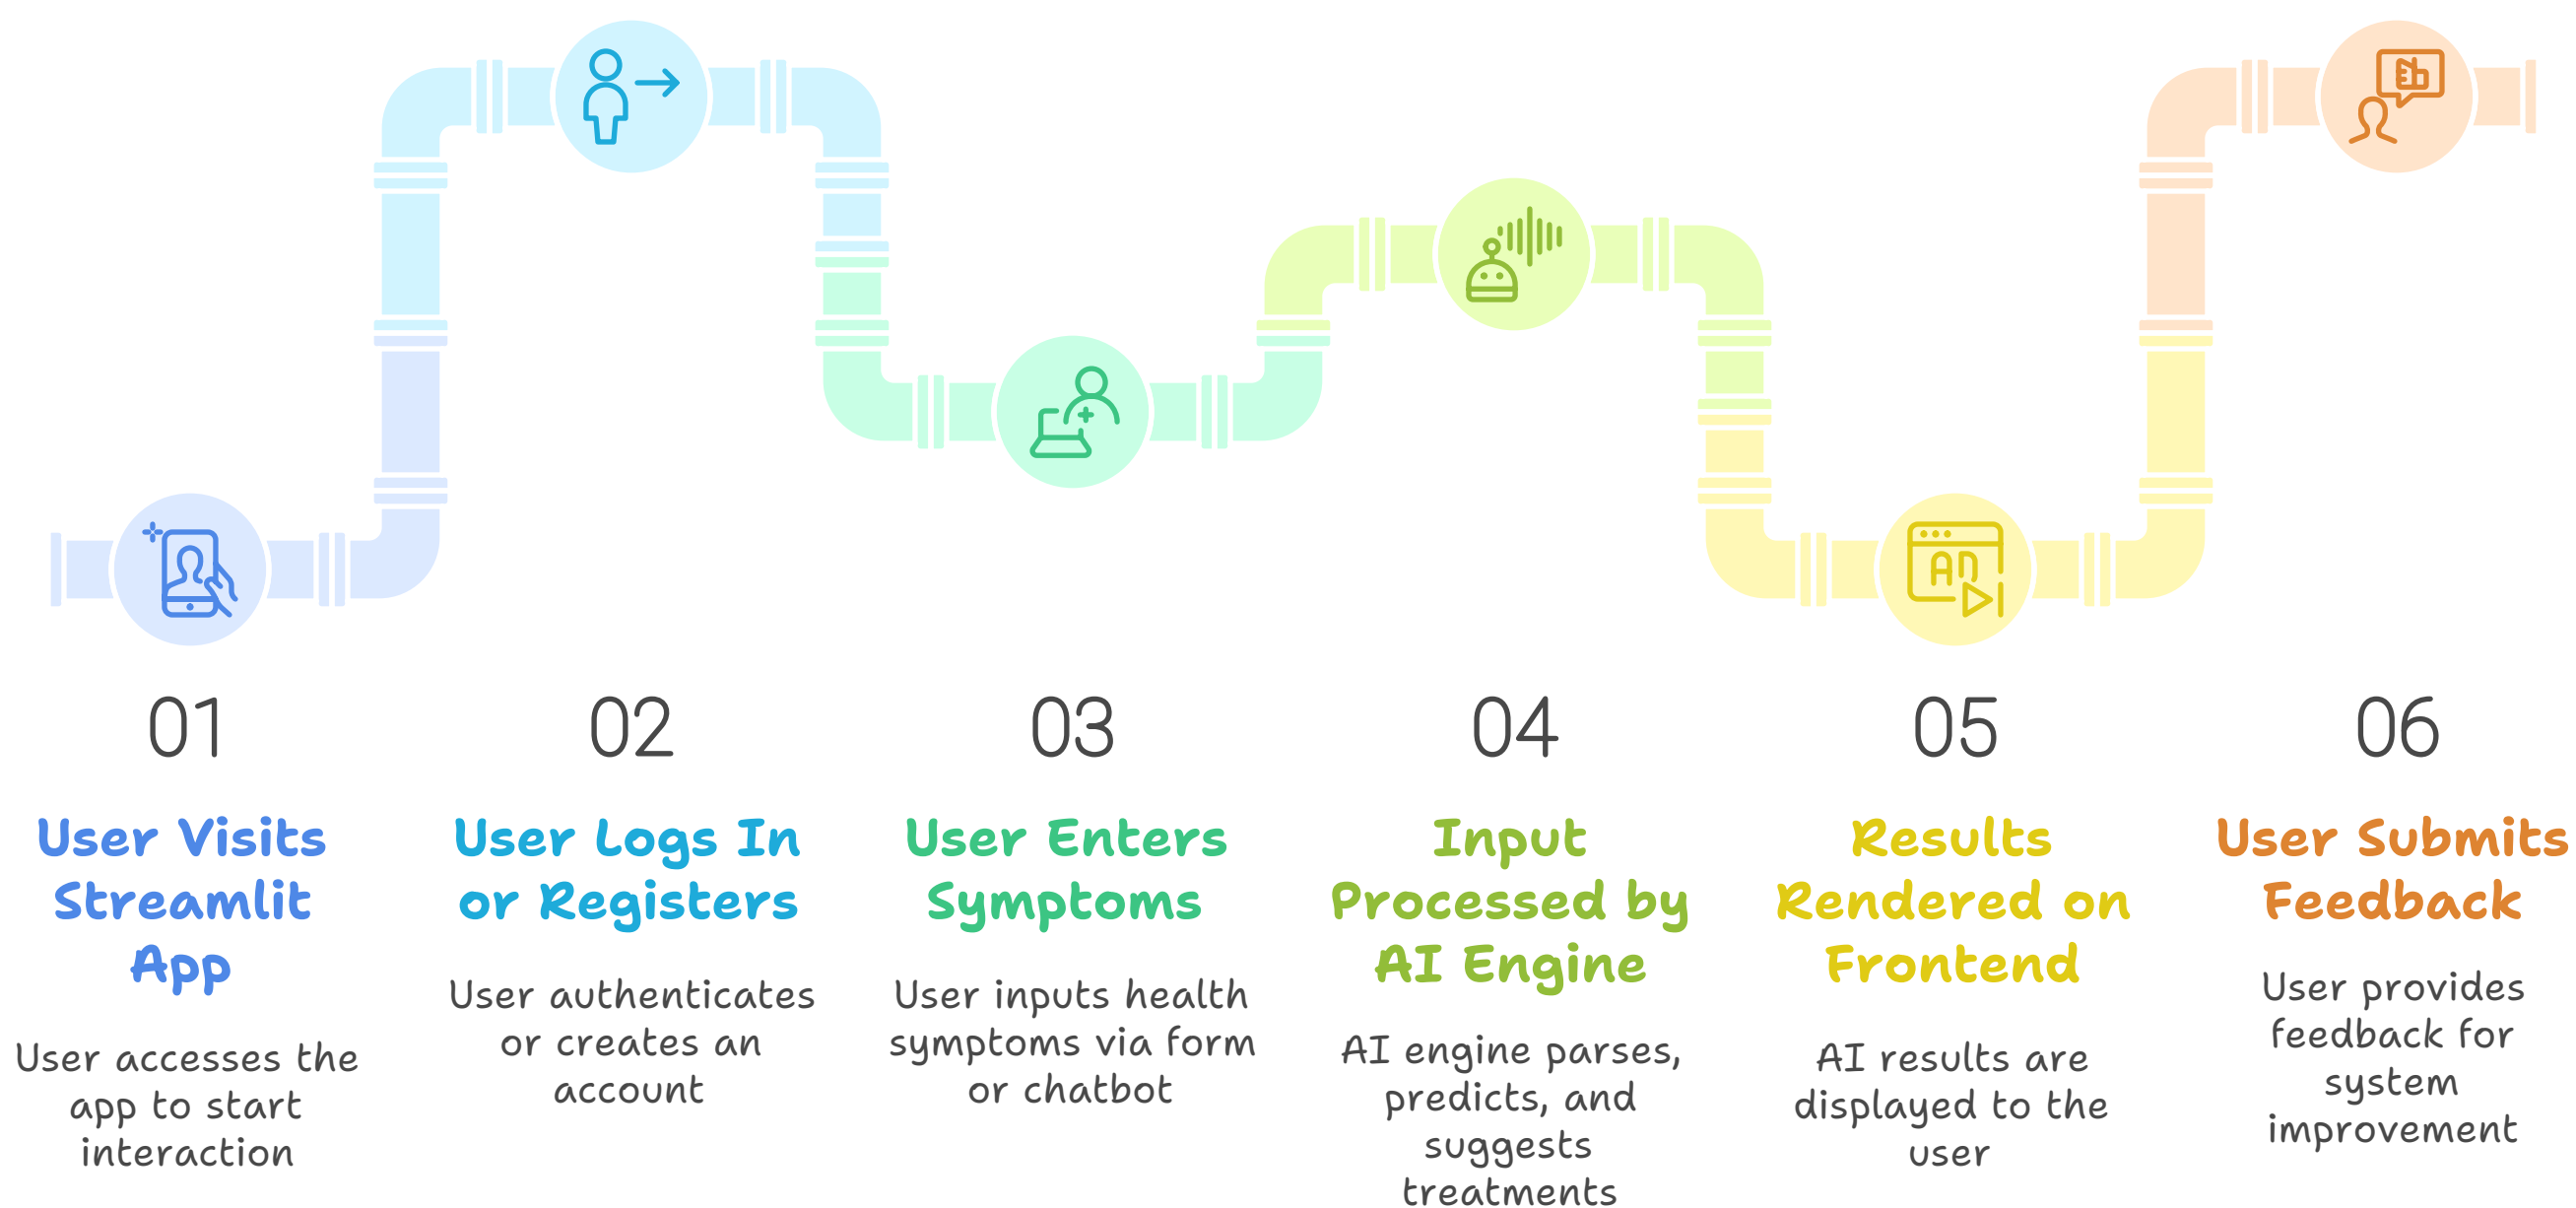 01
User Visits
Streamlit
App
User accesses the
app to start
interaction
02
User Logs In
or Registers
User authenticates
or creates an
account
03
User Enters
Symptoms
User inputs health
symptoms via form
or chatbot
04
Input
Processed by
AI Engine
AI engine parses,
predicts, and
suggests
treatments
05
Results
Rendered on
Frontend
AI results are
displayed to the
user
06
User Submits
Feedback
User provides
feedback for
system
improvement